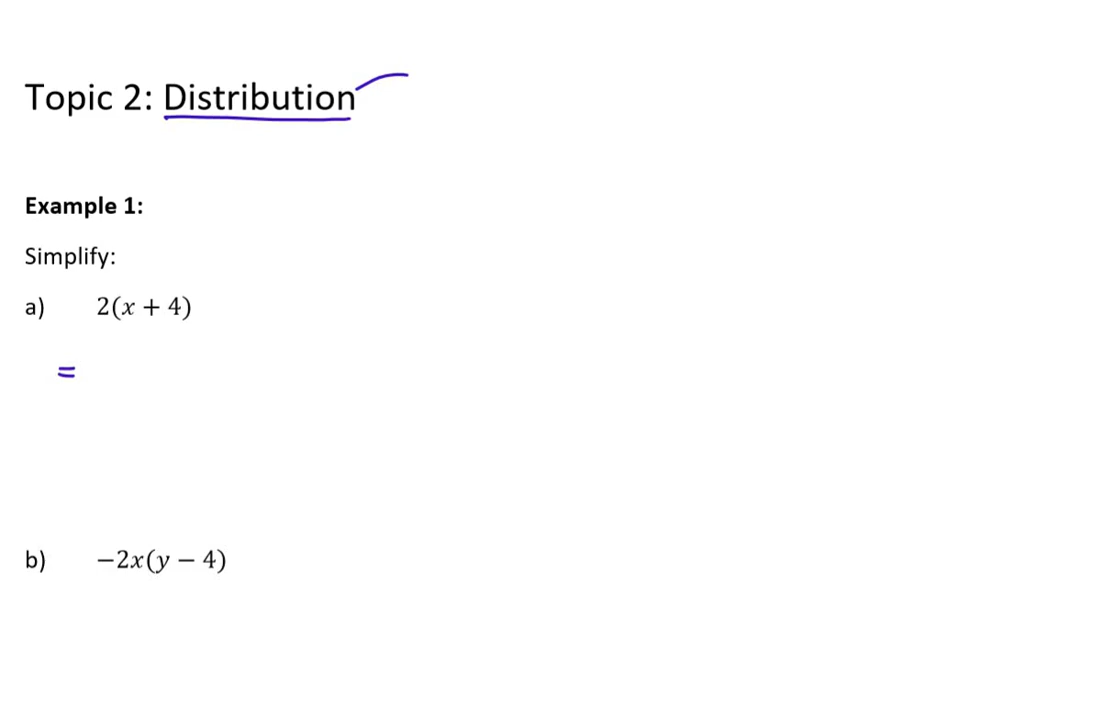 Topic 2: Distribution
Example 1:
Simplify:
a) 2(x + 4)
=
b) −2x(y − 4)